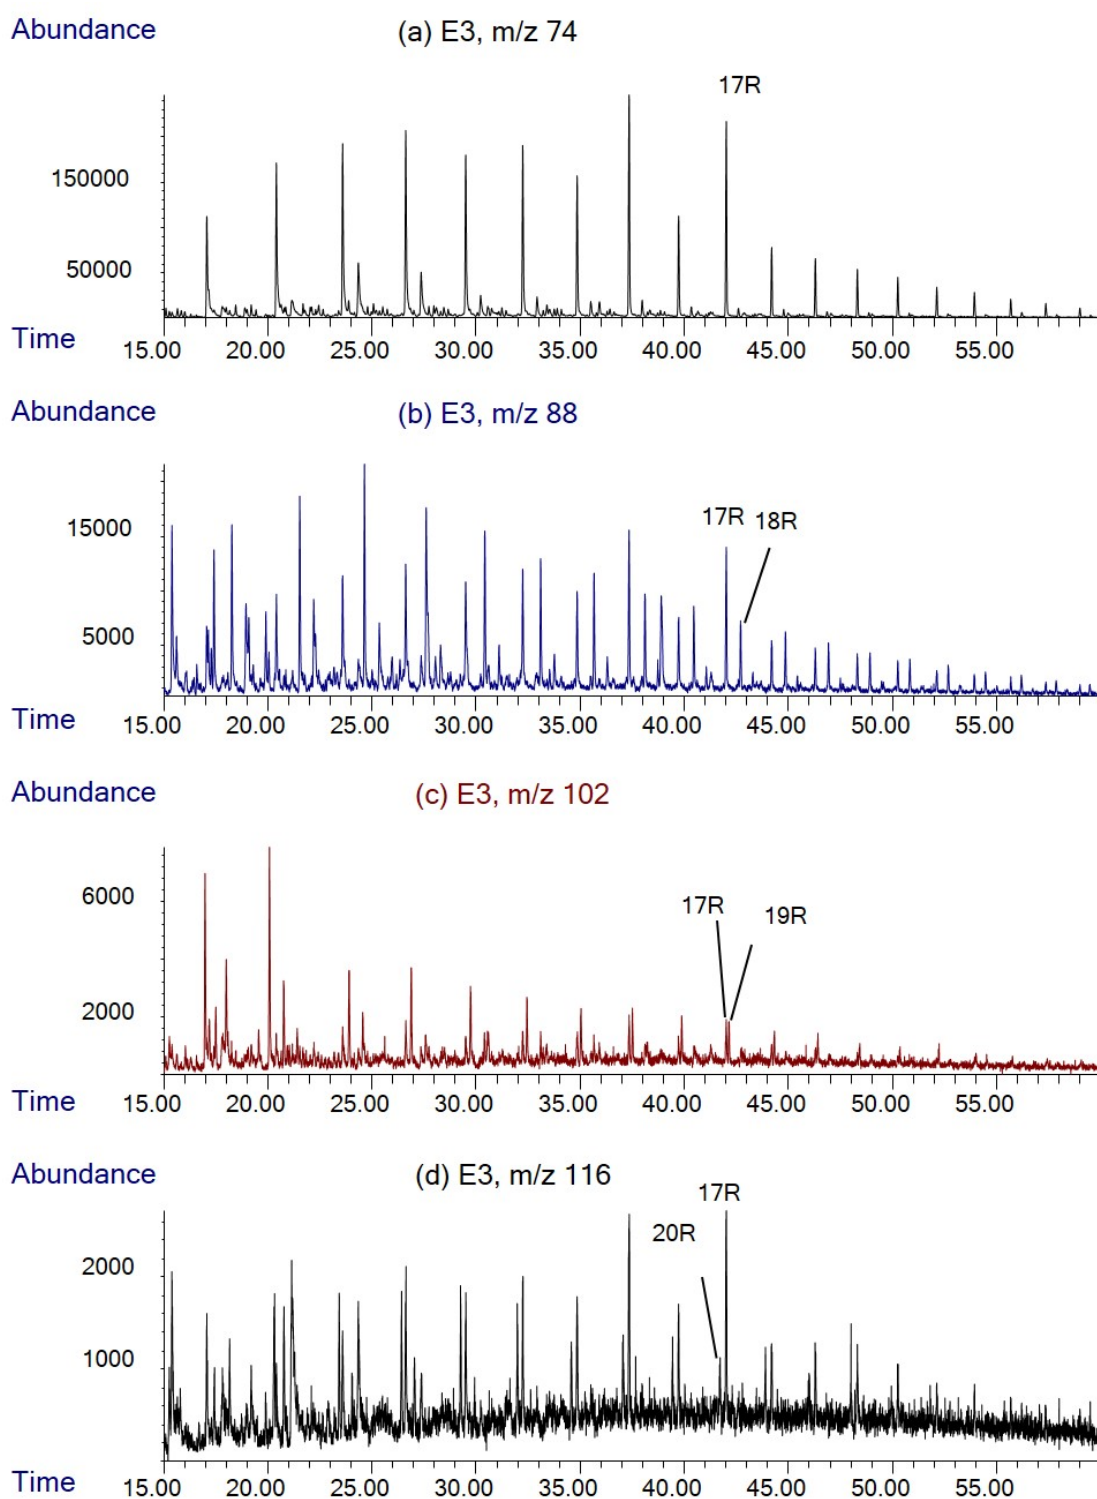 Abundance (a) E3, m/z 74
17R
150000
50000
Time
15.00 20.00 25.00 30.00 35.00 40.00 45.00 50.00 55.00
Abundance (b) E3, m/z 88
17R 18R
15000
5000
Time
15.00 20.00 25.00 30.00 35.00 40.00 45.00 50.00 55.00
Abundance (c) E3, m/z 102
6000
17R 19R
2000
Time
15.00 20.00 25.00 30.00 35.00 40.00 45.00 50.00 55.00
Abundance (d) E3, m/z 116
17R
20R
2000
1000
Time 15.00 20.00 25.00 30.00 35.00 40.00 45.00 50.00 55.00